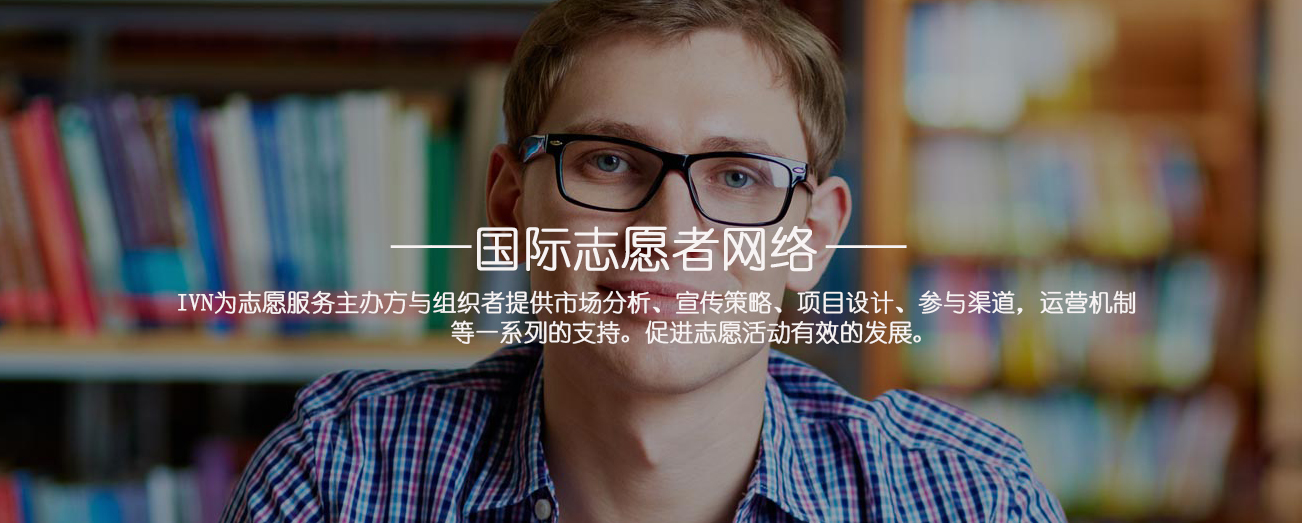 ——国际志愿者网络——
IVN为志愿服务主办方与组织者提供市场分析、宣传策略、项目设计、参与渠道，运营机制
等一系列的支持。促进志愿活动有效的发展。